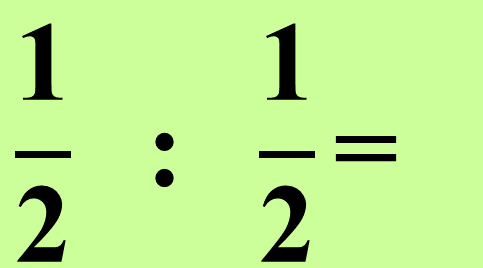 1/2 : 1/2 =